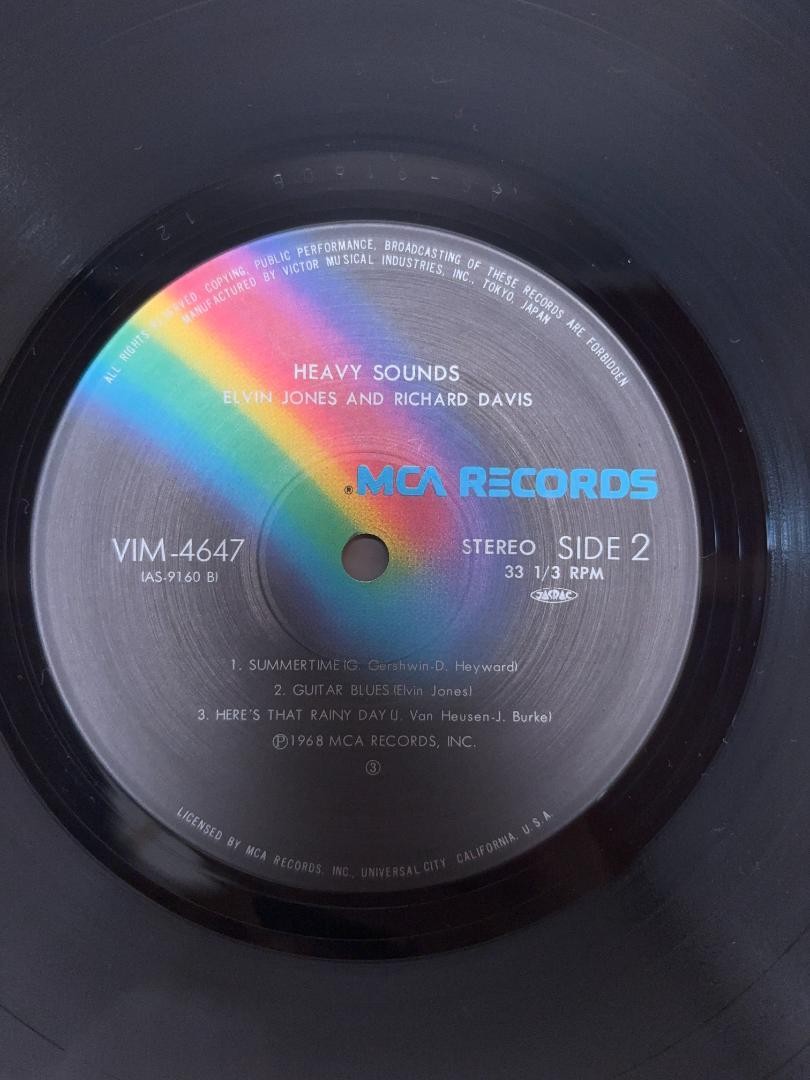 ALL RIGHTS RESERVED. COPYING, PUBLIC PERFORMANCE, BROADCASTING OF THESE RECORDS ARE FORBIDDEN
MANUFACTURED BY VICTOR MUSICAL INDUSTRIES, INC., TOKYO, JAPAN
HEAVY SOUNDS
ELVIN JONES AND RICHARD DAVIS
® MCA RECORDS
VIM-4647
(AS-9160 B)
STEREO SIDE 2
33 1/3 RPM
JASRAC
1. SUMMERTIME (G. Gershwin-D. Heyward)
2. GUITAR BLUES (Elvin Jones)
3. HERE'S THAT RAINY DAY (J. Van Heusen-J. Burke)
Ⓟ1968 MCA RECORDS, INC.
③
LICENSED BY MCA RECORDS, INC., UNIVERSAL CITY CALIFORNIA, U.S.A.